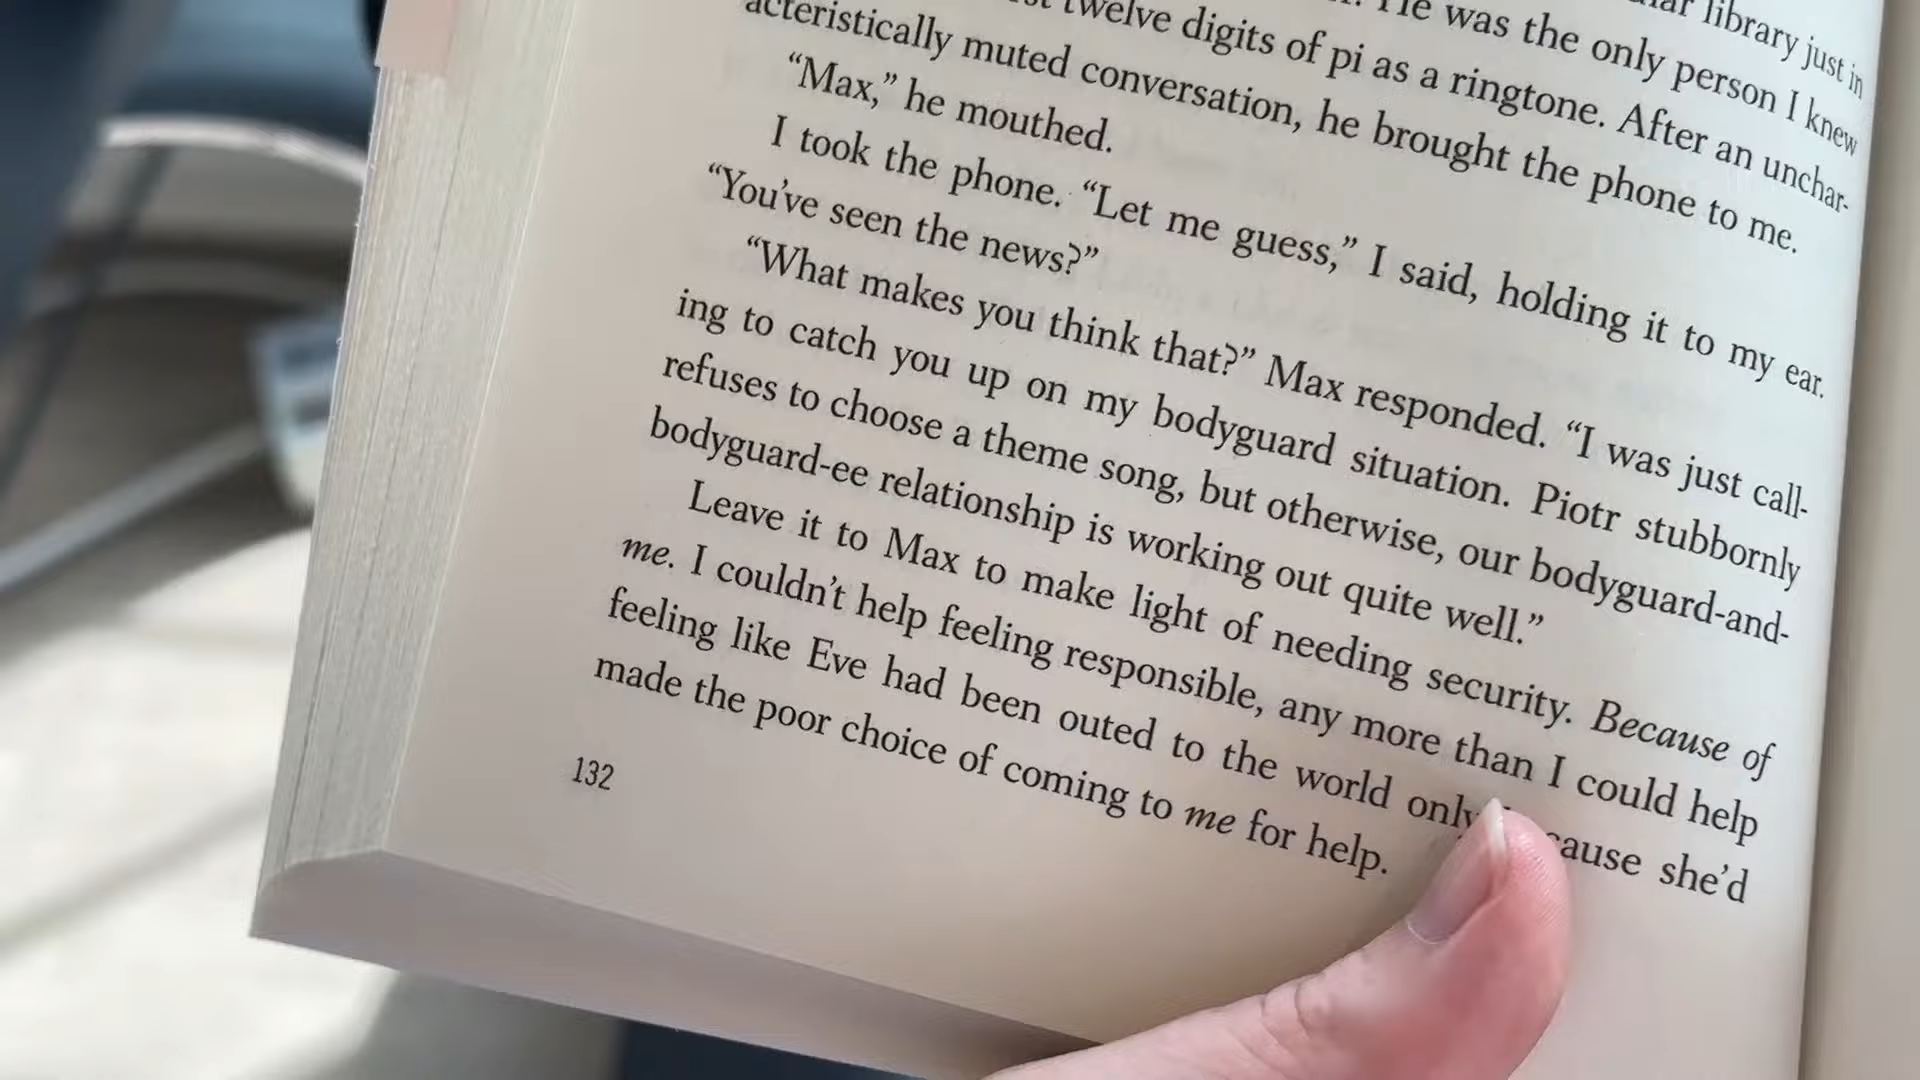 library just in
He was the only person I knew
twelve digits of pi as a ringtone. After an unchar-
acteristically muted conversation, he brought the phone to me.
“Max,” he mouthed.
I took the phone. “Let me guess,” I said, holding it to my ear.
“You’ve seen the news?”
“What makes you think that?” Max responded. “I was just call-
ing to catch you up on my bodyguard situation. Piotr stubbornly
refuses to choose a theme song, but otherwise, our bodyguard-and-
bodyguard-ee relationship is working out quite well.”
Leave it to Max to make light of needing security. Because of
me. I couldn’t help feeling responsible, any more than I could help
feeling like Eve had been outed to the world only cause she’d
made the poor choice of coming to me for help.
132